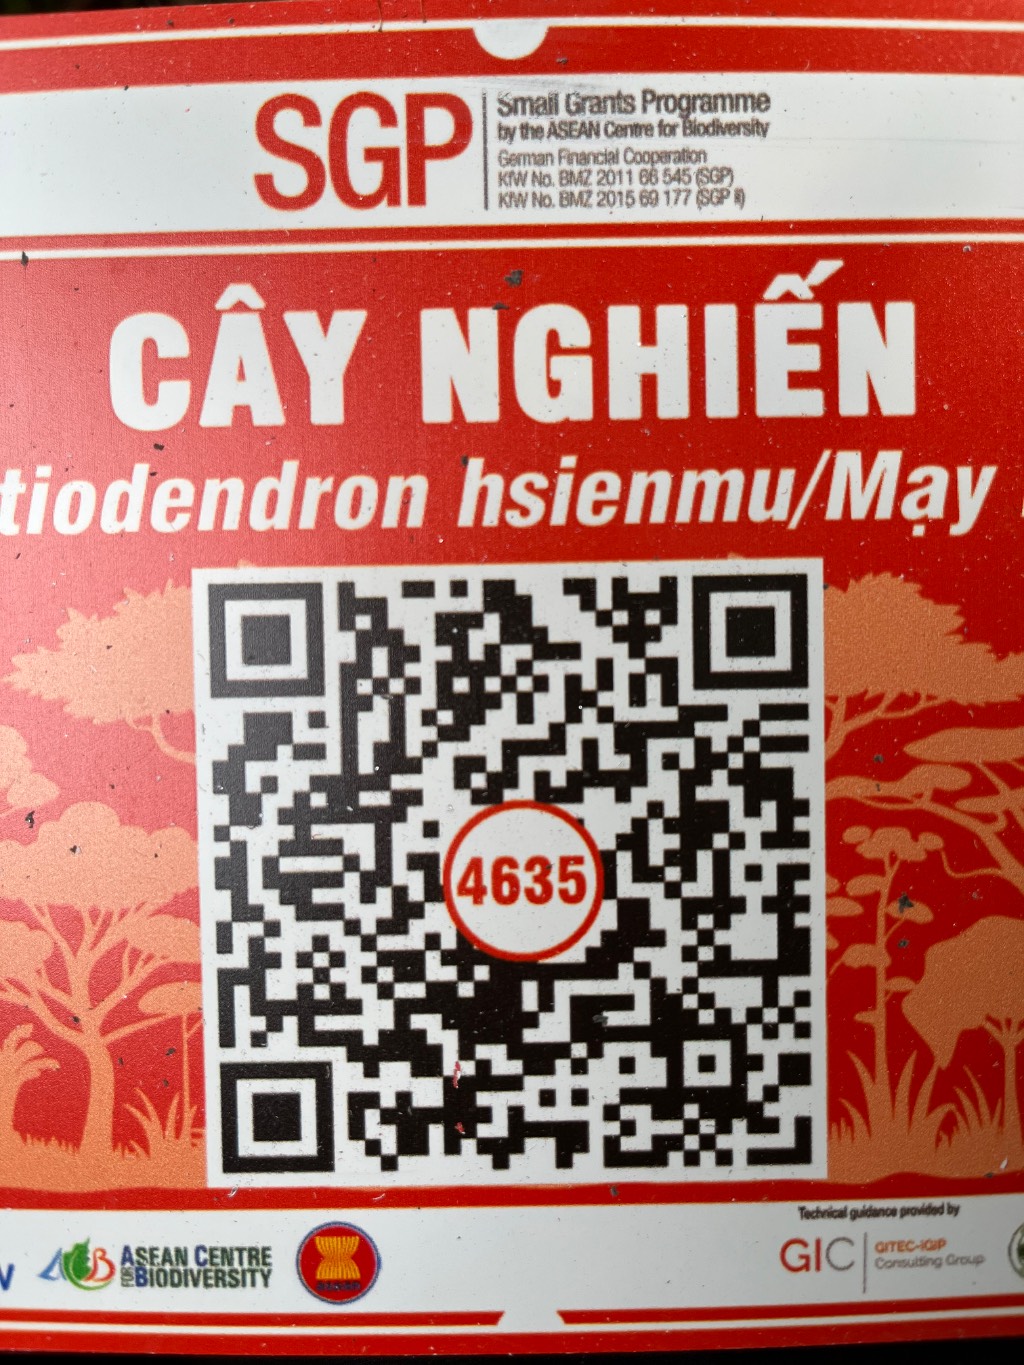 SGP
Small Grants Programme
by the ASEAN Centre for Biodiversity
German Financial Cooperation
KfW No. BMZ 2011 66 545 (SGP)
KfW No. BMZ 2015 69 177 (SGP II)
CÂY NGHIẾN
tiodendron hsienmu/Mạy
4635
Technical guidance provided by
ACB
ASEAN CENTRE
FOR BIODIVERSITY
GIC
GITEC-IGIP
Consulting Group